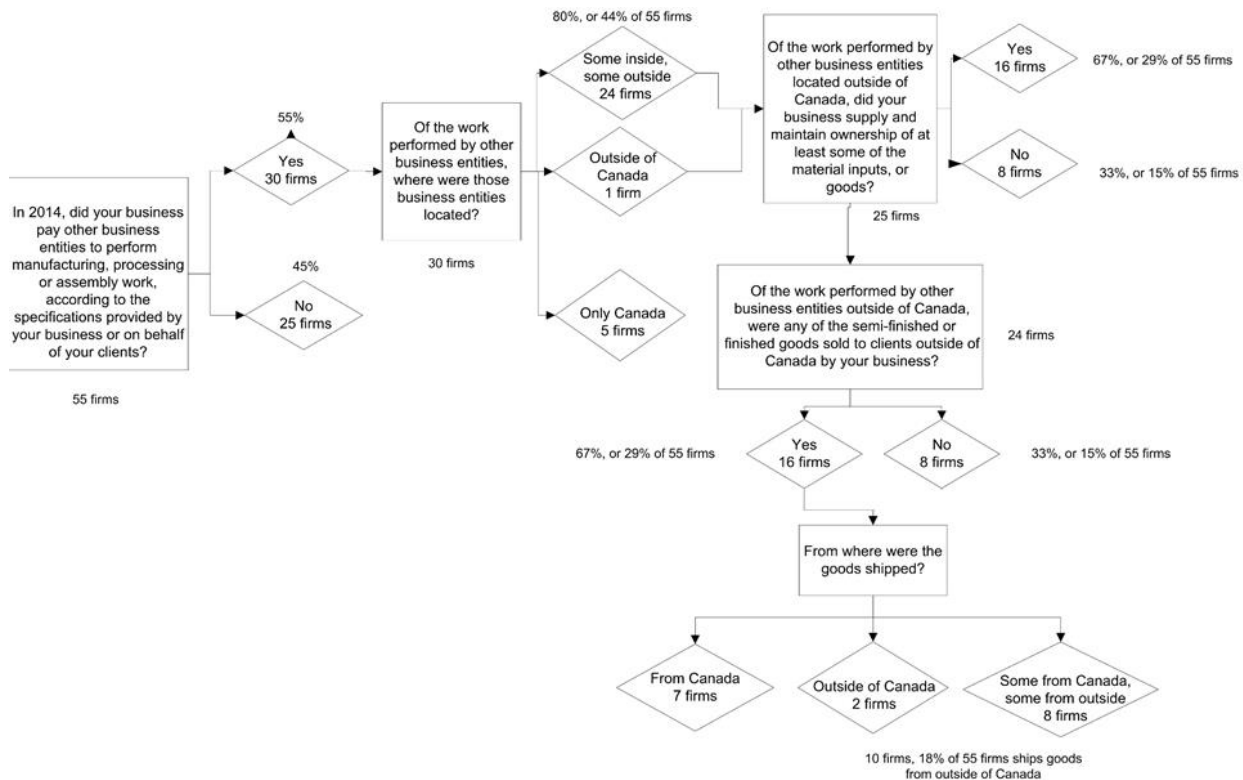 In 2014, did your business
pay other business
entities to perform
manufacturing, processing
or assembly work,
according to the
specifications provided by
your business or on behalf
of your clients?
55 firms
55%
Yes
30 firms
45%
No
25 firms
Of the work
performed by other
business entities,
where were those
business entities
located?
30 firms
80%, or 44% of 55 firms
Some inside,
some outside
24 firms
Outside of
Canada
1 firm
Only Canada
5 firms
Of the work performed by
other business entities
located outside of
Canada, did your
business supply and
maintain ownership of at
least some of the
material inputs, or
goods?
25 firms
Yes
16 firms
67%, or 29% of 55 firms
No
8 firms
33%, or 15% of 55 firms
Of the work performed by other
business entities outside of Canada,
were any of the semi-finished or
finished goods sold to clients outside of
Canada by your business?
24 firms
67%, or 29% of 55 firms
Yes
16 firms
No
8 firms
33%, or 15% of 55 firms
From where were the
goods shipped?
From Canada
7 firms
Outside of Canada
2 firms
Some from Canada,
some from outside
8 firms
10 firms, 18% of 55 firms ships goods
from outside of Canada